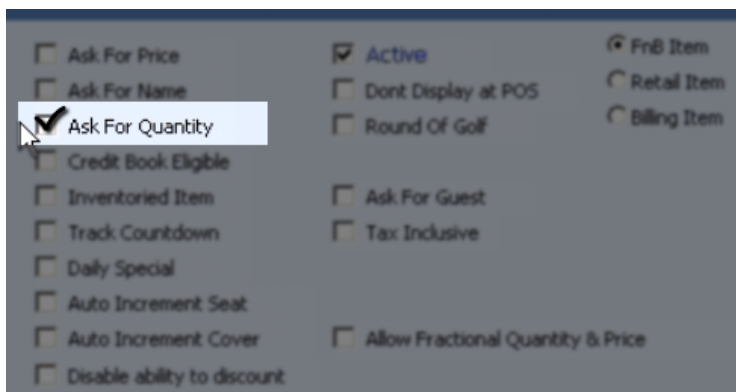 Ask For Price
Active
FnB Item
Ask For Name
Dont Display at POS
Retail Item
Ask For Quantity
Round Of Golf
Billing Item
Credit Book Eligible
Inventoried Item
Ask For Guest
Track Countdown
Tax Inclusive
Daily Special
Auto Increment Seat
Auto Increment Cover
Allow Fractional Quantity & Price
Disable ability to discount